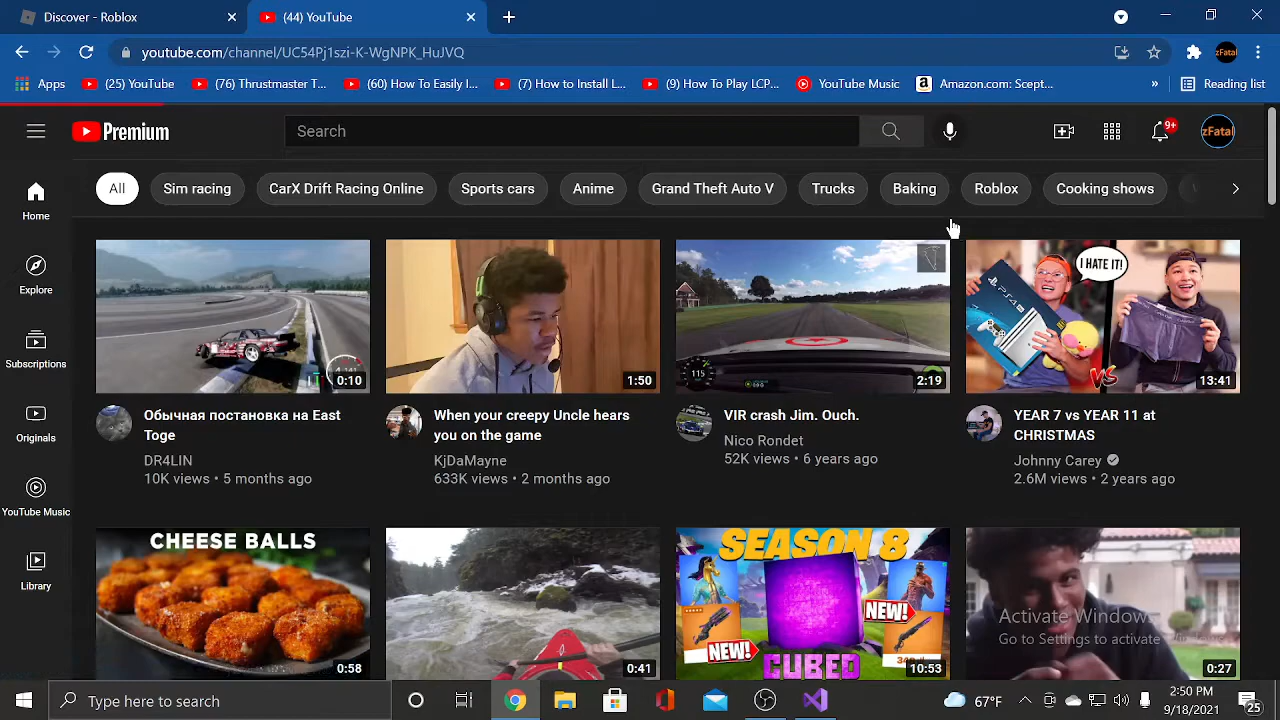 Discover - Roblox
(44) YouTube
youtube.com/channel/UC54Pj1szi-K-WgNPK_HuJVQ
zFatal
Apps
(25) YouTube
(76) Thrustmaster T...
(60) How To Easily I...
(7) How to Install L...
(9) How To Play LCP...
YouTube Music
Amazon.com: Scept...
»
Reading list
Premium
Search
9+
zFatal
All
Sim racing
CarX Drift Racing Online
Sports cars
Anime
Grand Theft Auto V
Trucks
Baking
Roblox
Cooking shows
Home
Explore
Subscriptions
Originals
YouTube Music
Library
0:10
Обычная постановка на East
Toge
DR4LIN
10K views • 5 months ago
1:50
When your creepy Uncle hears
you on the game
KjDaMayne
633K views • 2 months ago
115
2:19
VIR crash Jim. Ouch.
Nico Rondet
52K views • 6 years ago
I HATE IT!
PS4
VS
13:41
YEAR 7 vs YEAR 11 at
CHRISTMAS
Johnny Carey
2.6M views • 2 years ago
CHEESE BALLS
0:58
0:41
SEASON 8
NEW!
NEW!
CUBED
10:53
0:27
Activate Windows
Go to Settings to activate
Type here to search
67°F
2:50 PM
9/18/2021
25